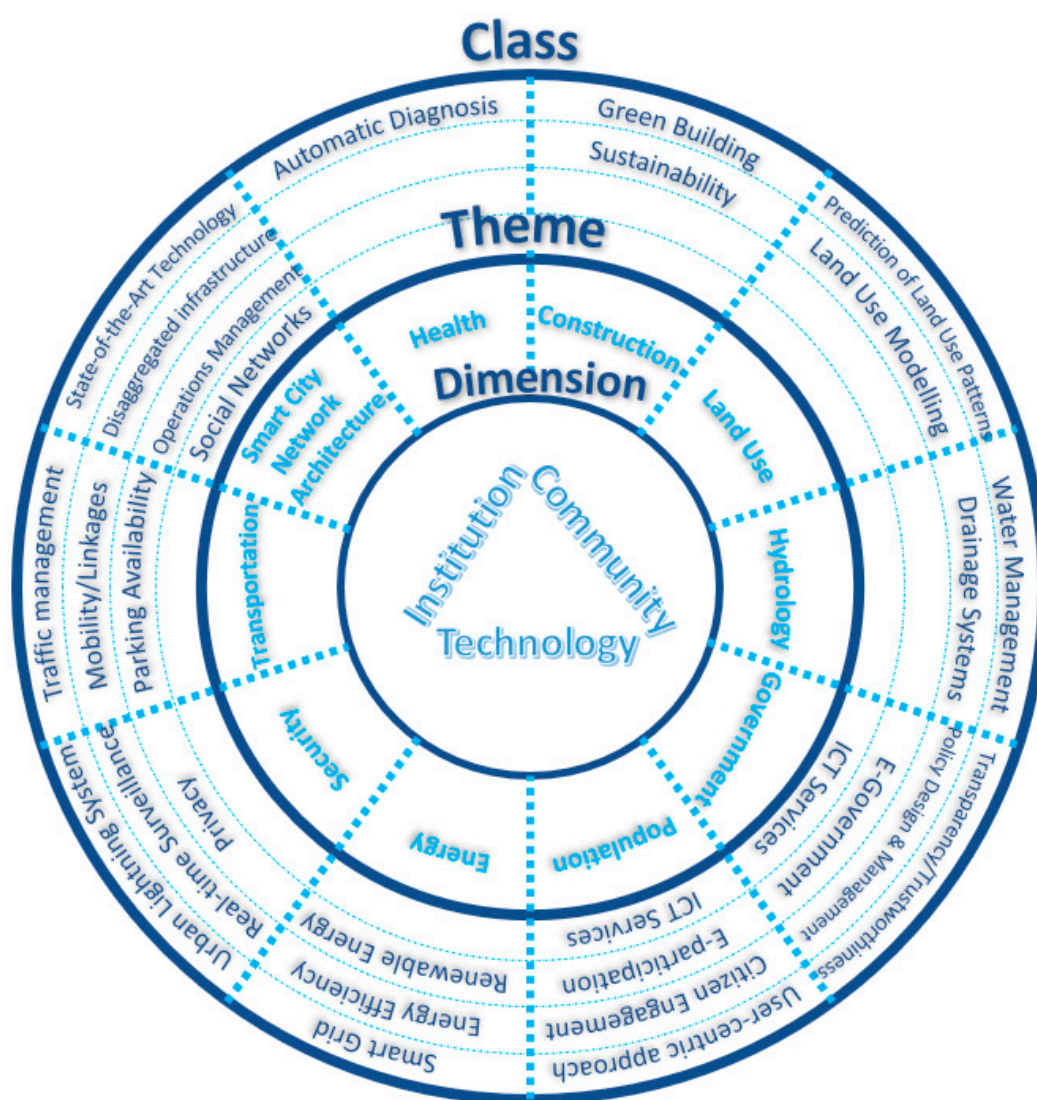 Class
Automatic Diagnosis
Green Building
Sustainability
Prediction of Land Use Patterns
Land Use Modelling
Water Management
Drainage Systems
Transparency/Trustworthiness
Policy Design & Management
E-Government
ICT Services
User-centric approach
Citizen Engagement
E-participation
ICT Services
Smart Grid
Energy Efficiency
Renewable Energy
Urban Lightning System
Real-time Surveillance
Privacy
Traffic management
Mobility/Linkages
Parking Availability
State-of-the-Art Technology
Disaggregated infrastructure
Operations Management
Social Networks
Theme
Health
Construction
Land Use
Hydrology
Government
Population
Energy
Security
Transportation
Smart City
Network
Architecture
Dimension
Institution
Community
Technology